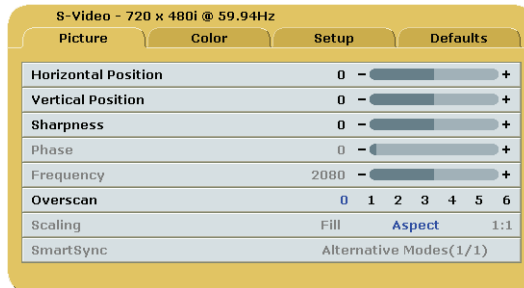 S-Video - 720 x 480i @ 59.94Hz
Picture Color Setup Defaults
Horizontal Position 0 - +
Vertical Position 0 - +
Sharpness 0 - +
Phase 0 - +
Frequency 2080 - +
Overscan 0 1 2 3 4 5 6
Scaling Fill Aspect 1:1
SmartSync Alternative Modes(1/1)